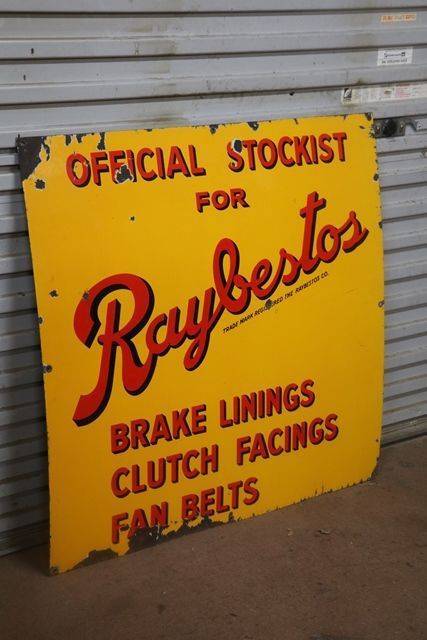 OFFICIAL STOCKIST
FOR
Raybestos
TRADE MARK REGISTERED THE RAYBESTOS CO.
BRAKE LININGS
CLUTCH FACINGS
FAN BELTS